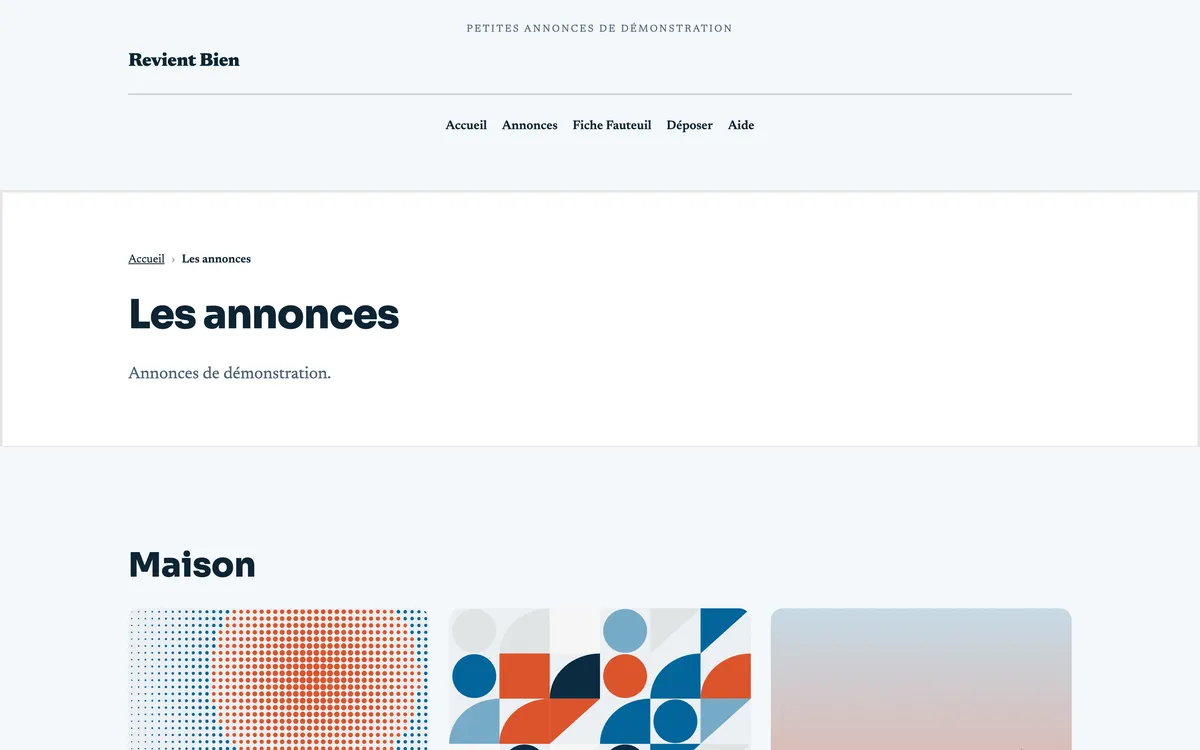 PETITES ANNONCES DE DÉMONSTRATION
Revient Bien
Accueil Annonces Fiche Fauteuil Déposer Aide
Accueil › Les annonces
Les annonces
Annonces de démonstration.
Maison